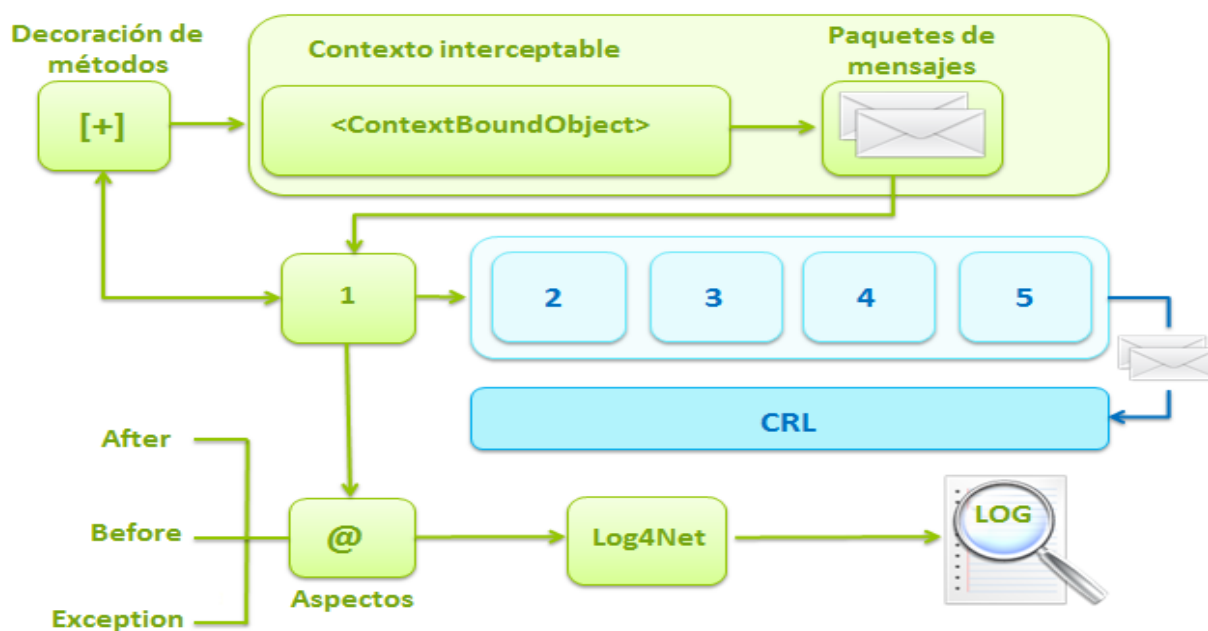 Decoración de
métodos
[+]
Contexto interceptable
<ContextBoundObject>
Paquetes de
mensajes
1
2
3
4
5
CRL
After
Before
Exception
@
Aspectos
Log4Net
LOG